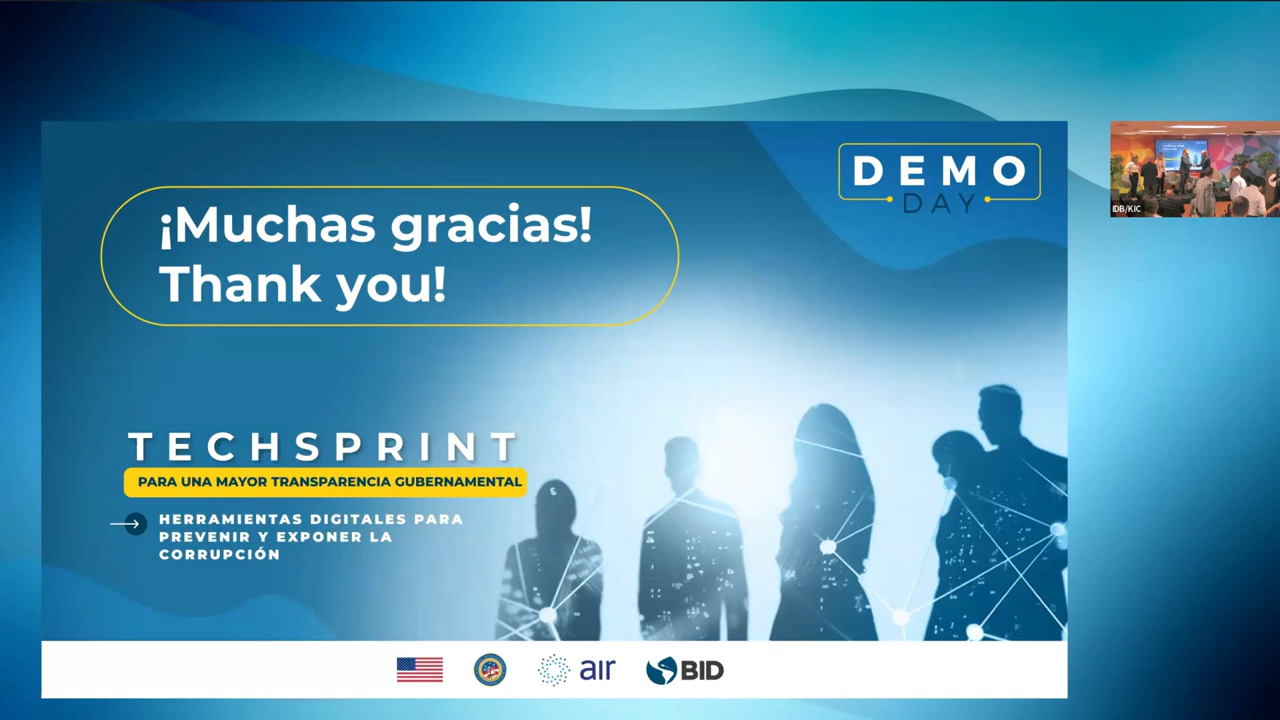 DEMO
DAY
¡Muchas gracias!
Thank you!
TECHSPRINT
PARA UNA MAYOR TRANSPARENCIA GUBERNAMENTAL
HERRAMIENTAS DIGITALES PARA
PREVENIR Y EXPONER LA
CORRUPCIÓN
air
BID
IDB/KIC